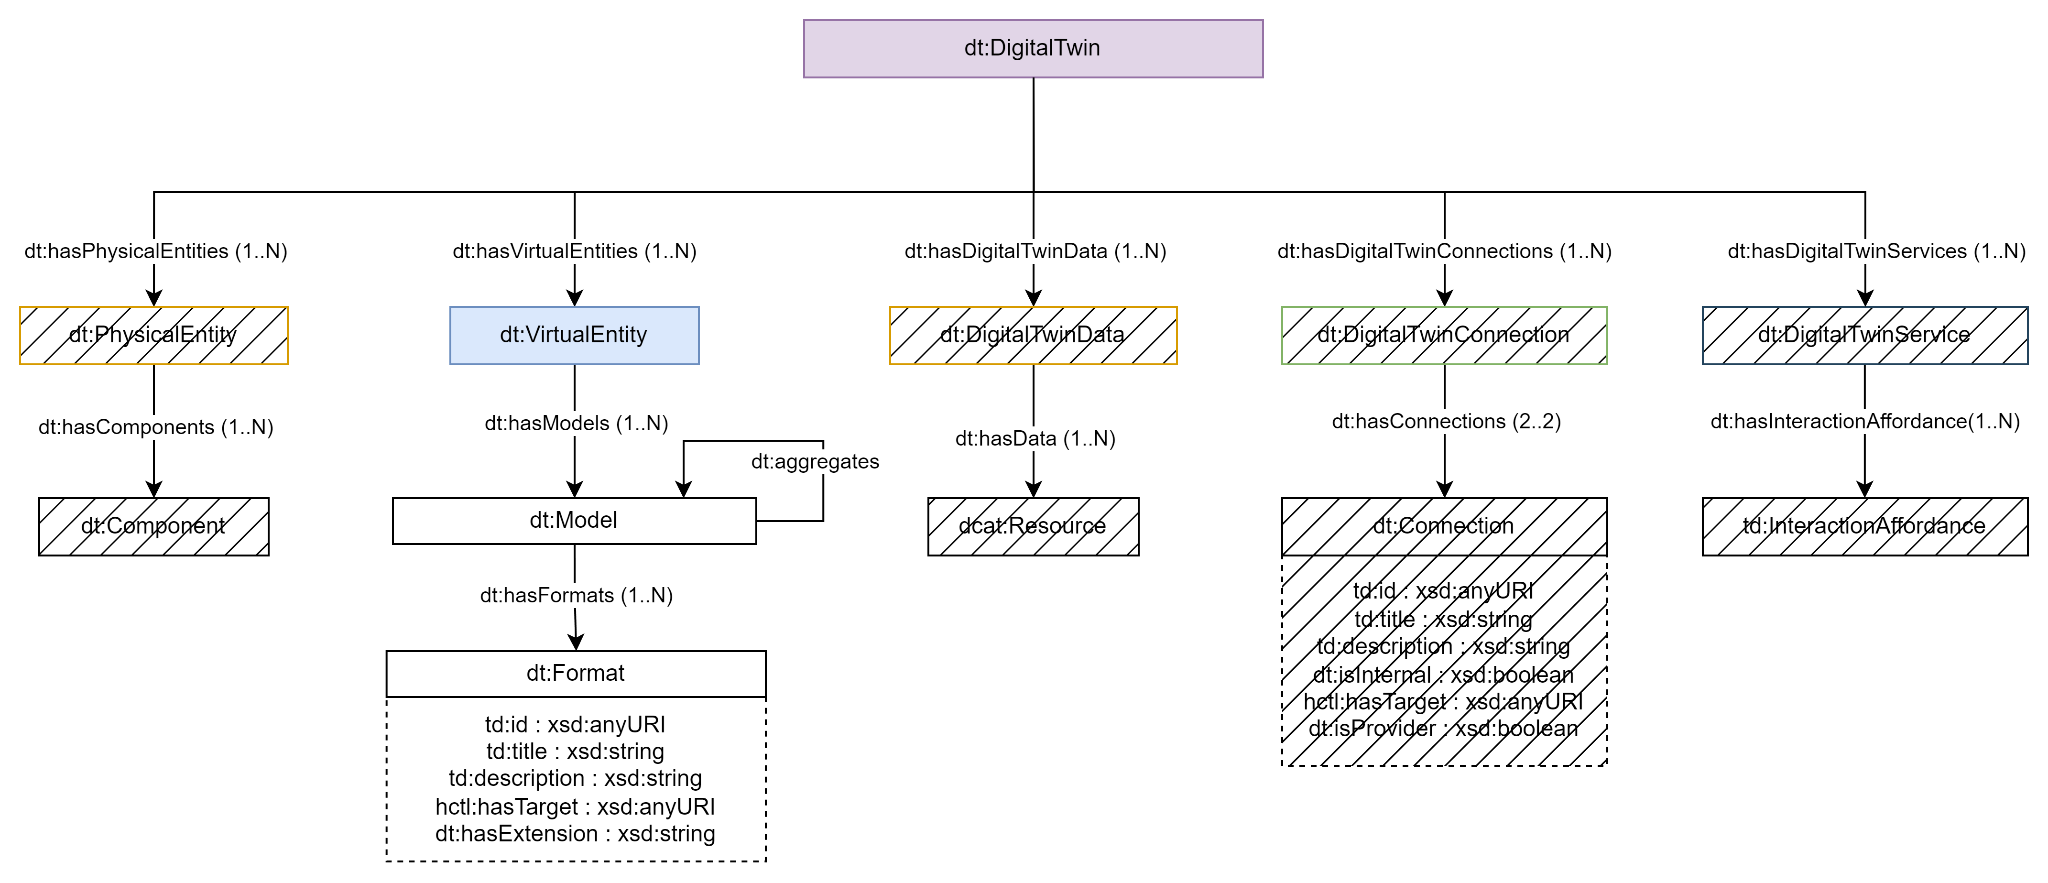 dt:DigitalTwin
dt:hasPhysicalEntities (1..N)
dt:hasVirtualEntities (1..N)
dt:hasDigitalTwinData (1..N)
dt:hasDigitalTwinConnections (1..N)
dt:hasDigitalTwinServices (1..N)
dt:PhysicalEntity
dt:VirtualEntity
dt:DigitalTwinData
dt:DigitalTwinConnection
dt:DigitalTwinService
dt:hasComponents (1..N)
dt:hasModels (1..N)
dt:hasData (1..N)
dt:hasConnections (2..2)
dt:hasInteractionAffordance(1..N)
dt:aggregates
dt:Component
dt:Model
dcat:Resource
dt:Connection
td:InteractionAffordance
dt:hasFormats (1..N)
dt:Format
td:id : xsd:anyURI
td:title : xsd:string
td:description : xsd:string
hctl:hasTarget : xsd:anyURI
dt:hasExtension : xsd:string
td:id : xsd:anyURI
td:title : xsd:string
td:description : xsd:string
dt:isInternal : xsd:boolean
hctl:hasTarget : xsd:anyURI
dt:isProvider : xsd:boolean